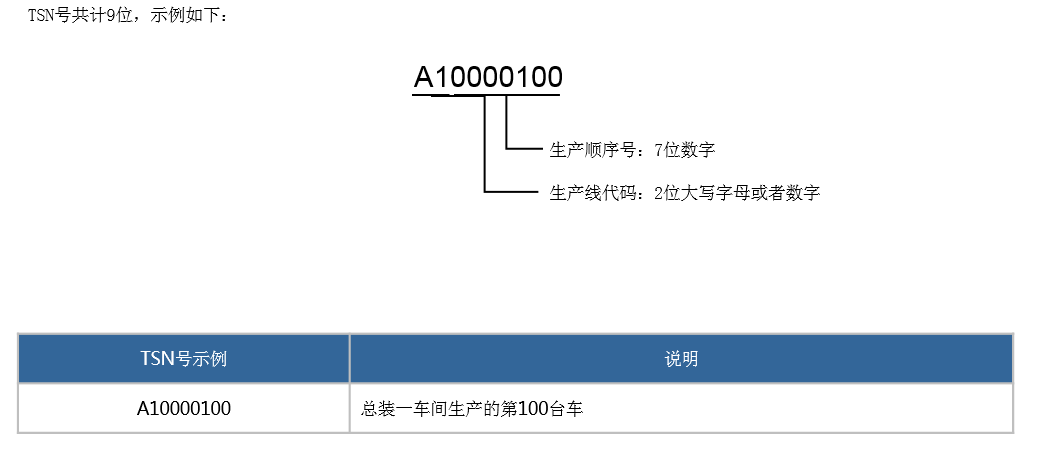 TSN号共计9位，示例如下：
A10000100
生产顺序号：7位数字
生产线代码：2位大写字母或者数字
TSN号示例 说明
A10000100 总装一车间生产的第100台车